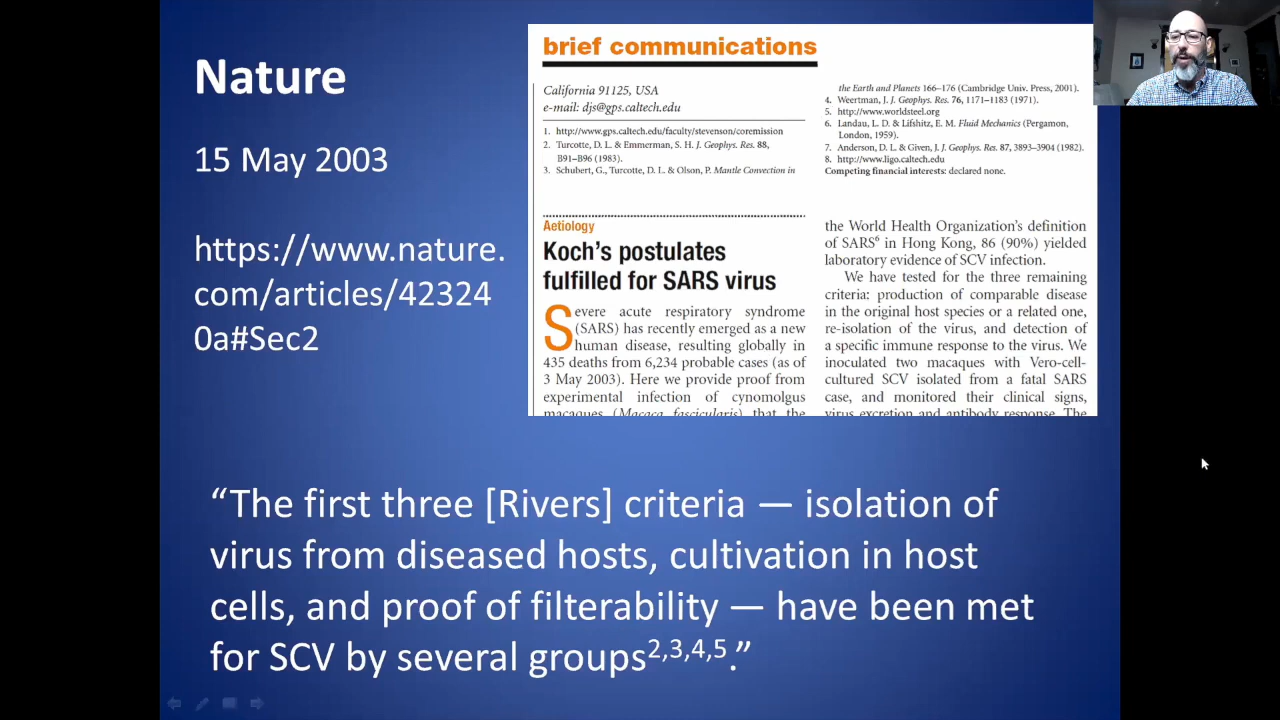 Nature
15 May 2003
https://www.nature.
com/articles/42324
0a#Sec2
brief communications
California 91125, USA
e-mail: djs@gps.caltech.edu
1. http://www.gps.caltech.edu/faculty/stevenson/coremission
2. Turcotte, D. L. & Emmerman, S. H. J. Geophys. Res. 88,
B91–B96 (1983).
3. Schubert, G., Turcotte, D. L. & Olson, P. Mantle Convection in
the Earth and Planets 166–176 (Cambridge Univ. Press, 2001).
4. Weertman, J. J. Geophys. Res. 76, 1171–1183 (1971).
5. http://www.worldsteel.org
6. Landau, L. D. & Lifshitz, E. M. Fluid Mechanics (Pergamon,
London, 1959).
7. Anderson, D. L. & Given, J. J. Geophys. Res. 87, 3893–3904 (1982).
8. http://www.ligo.caltech.edu
Competing financial interests: declared none.
Aetiology
Koch's postulates
fulfilled for SARS virus
Severe acute respiratory syndrome
(SARS) has recently emerged as a new
human disease, resulting globally in
435 deaths from 6,234 probable cases (as of
3 May 2003). Here we provide proof from
experimental infection of cynomolgus
macaques (Macaca fascicularis) that the
the World Health Organization's definition
of SARS6 in Hong Kong, 86 (90%) yielded
laboratory evidence of SCV infection.
We have tested for the three remaining
criteria: production of comparable disease
in the original host species or a related one,
re-isolation of the virus, and detection of
a specific immune response to the virus. We
inoculated two macaques with Vero-cell-
cultured SCV isolated from a fatal SARS
case, and monitored their clinical signs,
virus excretion and antibody response. The
“The first three [Rivers] criteria — isolation of
virus from diseased hosts, cultivation in host
cells, and proof of filterability — have been met
for SCV by several groups2,3,4,5.”